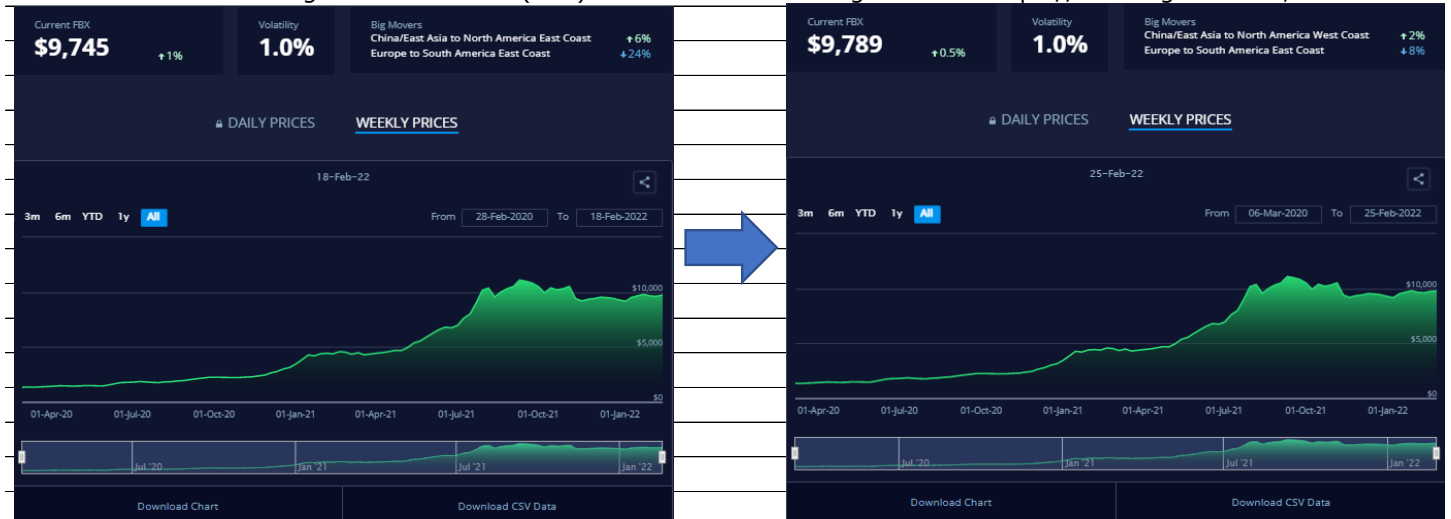 Current FBX
$9,745 ↑1%
Volatility
1.0%
Big Movers
China/East Asia to North America East Coast ↑6%
Europe to South America East Coast ↓24%
DAILY PRICES WEEKLY PRICES
18-Feb-22
3m 6m YTD 1y All From 28-Feb-2020 To 18-Feb-2022
$10,000
$5,000
$0
01-Apr-20 01-Jul-20 01-Oct-20 01-Jan-21 01-Apr-21 01-Jul-21 01-Oct-21 01-Jan-22
Jul '20 Jan '21 Jul '21 Jan '22
Download Chart Download CSV Data
Current FBX
$9,789 ↑0.5%
Volatility
1.0%
Big Movers
China/East Asia to North America West Coast ↑2%
Europe to South America East Coast ↓8%
DAILY PRICES WEEKLY PRICES
25-Feb-22
3m 6m YTD 1y All From 06-Mar-2020 To 25-Feb-2022
$10,000
$5,000
$0
01-Apr-20 01-Jul-20 01-Oct-20 01-Jan-21 01-Apr-21 01-Jul-21 01-Oct-21 01-Jan-22
Jul '20 Jan '21 Jul '21 Jan '22
Download Chart Download CSV Data